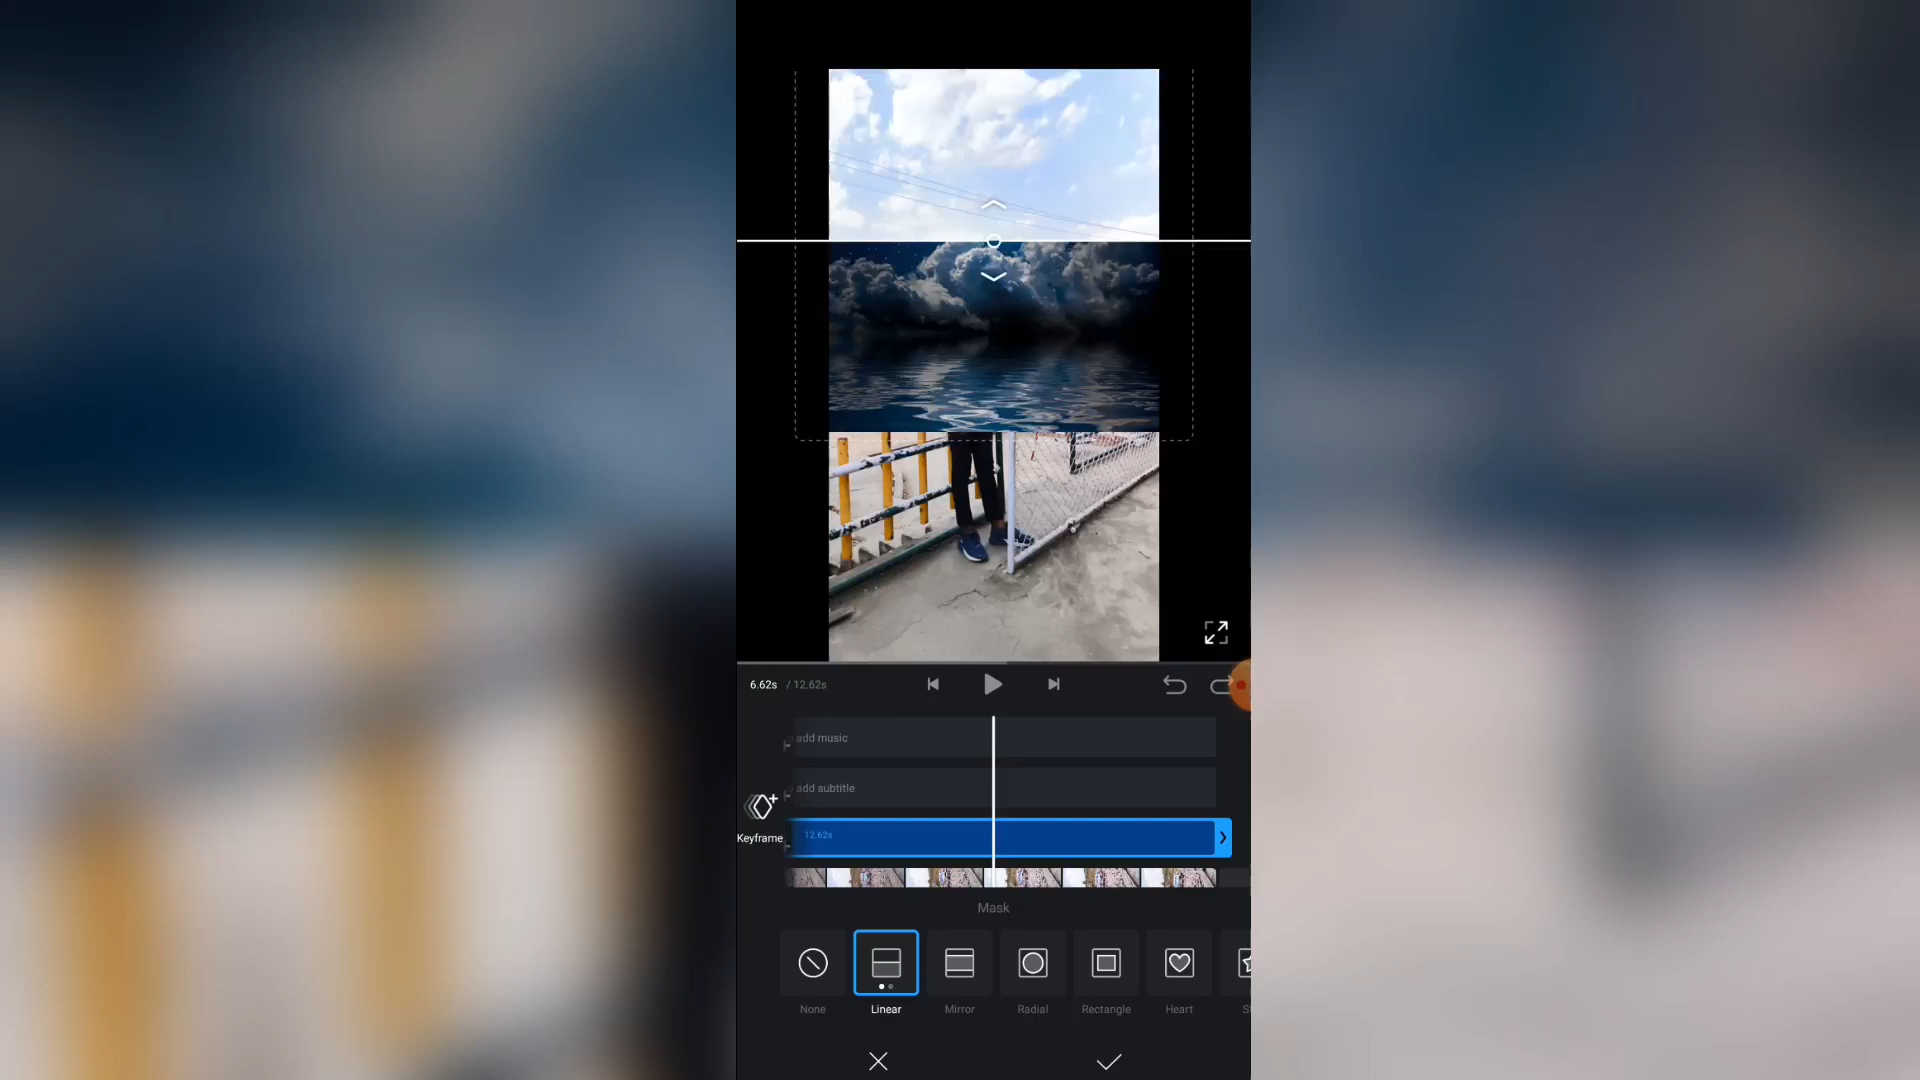 6.62s / 12.62s
add music
add subtitle
Keyframe
12.62s
Mask
None Linear Mirror Radial Rectangle Heart